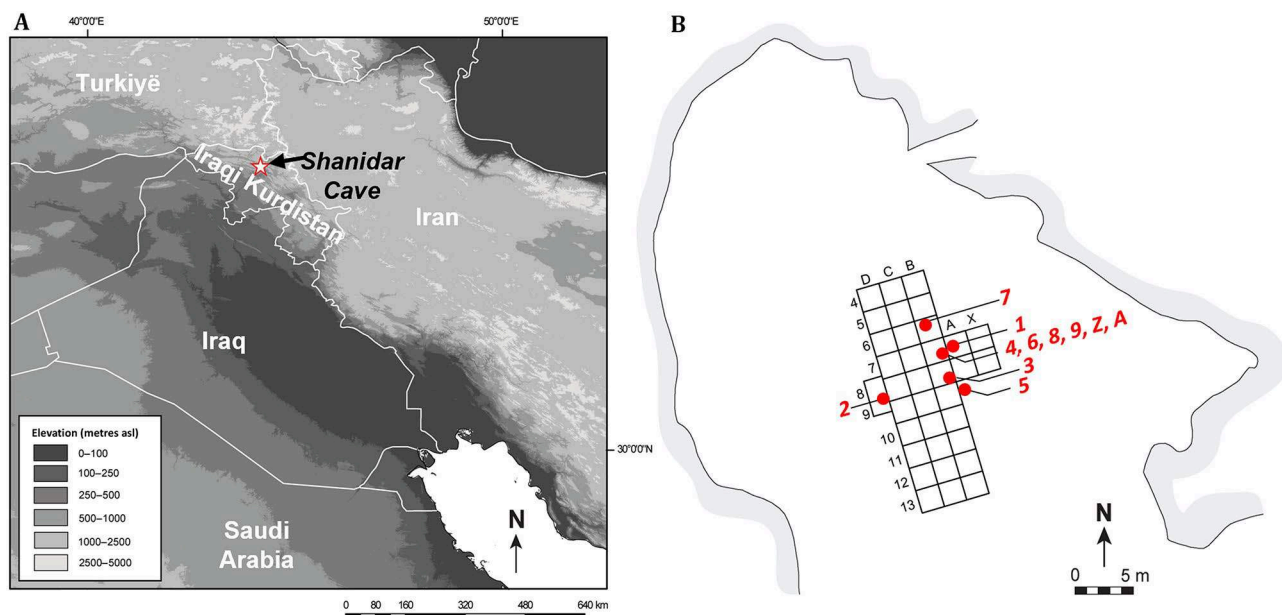 A
40°0'0"E
50°0'0"E
Turkiyë
Shanidar
Cave
Iraqi Kurdistan
Iran
Iraq
30°0'0"N
Elevation (metres asl)
0–100
100–250
250–500
500–1000
1000–2500
2500–5000
Saudi
Arabia
N
0 80 160 320 480 640 km
B
D C B
4
5
6
7
8
9
10
11
12
13
A X
7
1
4, 6, 8, 9, Z, A
3
5
2
N
0 5 m